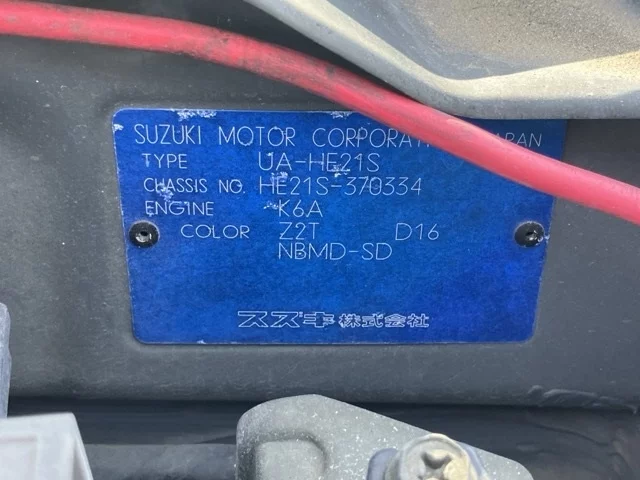 SUZUKI MOTOR CORPORAT
TYPE UA-HE21S
CHASSIS NO. HE21S-370334
ENGINE K6A
COLOR Z2T D16
NBMD-SD
スズキ株式会社